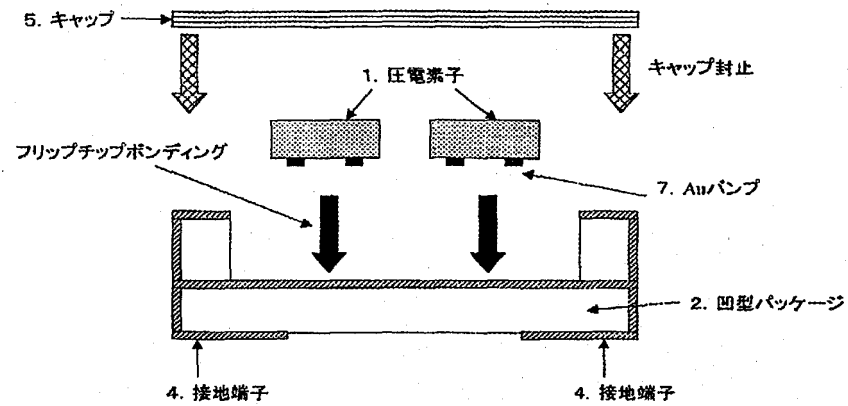 5. キャップ
キャップ封止
1. 圧電素子
フリップチップボンディング
7. Auバンプ
2. 凹型パッケージ
4. 接地端子
4. 接地端子